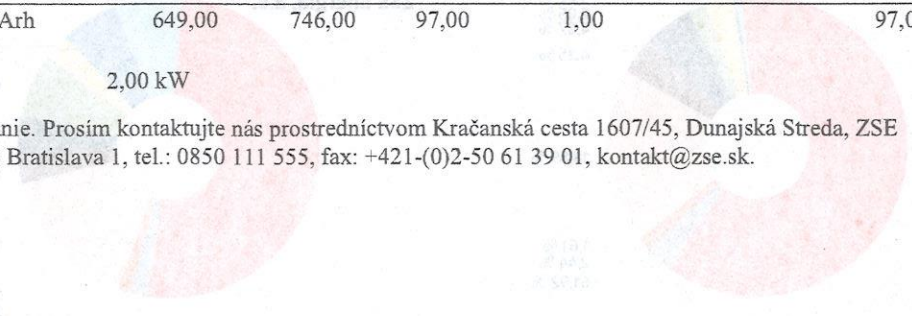 Arh 649,00 746,00 97,00 1,00 97,0
2,00 kW
nie. Prosím kontaktujte nás prostredníctvom Kračanská cesta 1607/45, Dunajská Streda, ZSE
Bratislava 1, tel.: 0850 111 555, fax: +421-(0)2-50 61 39 01, kontakt@zse.sk.